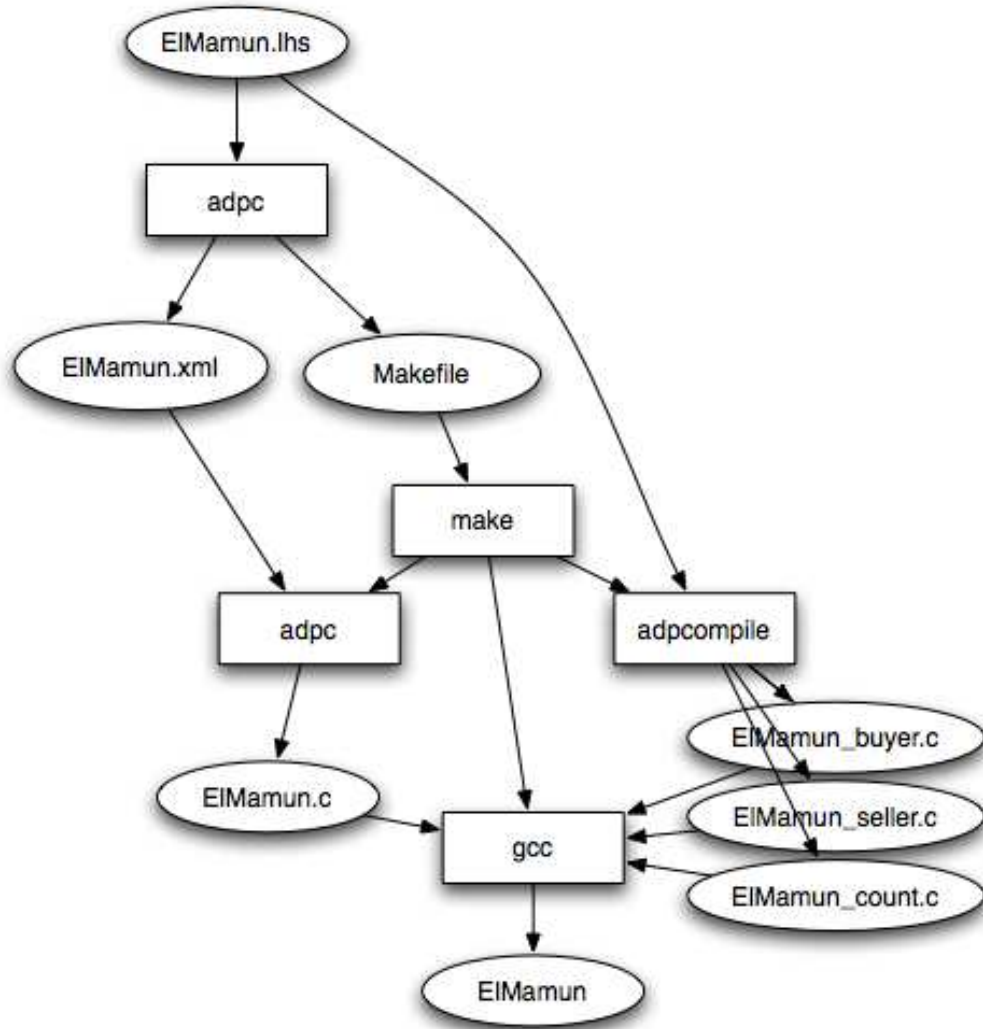 ElMamun.lhs
adpc
ElMamun.xml
Makefile
make
adpc
adpcompile
ElMamun_buyer.c
ElMamun.c
ElMamun_seller.c
gcc
ElMamun_count.c
ElMamun